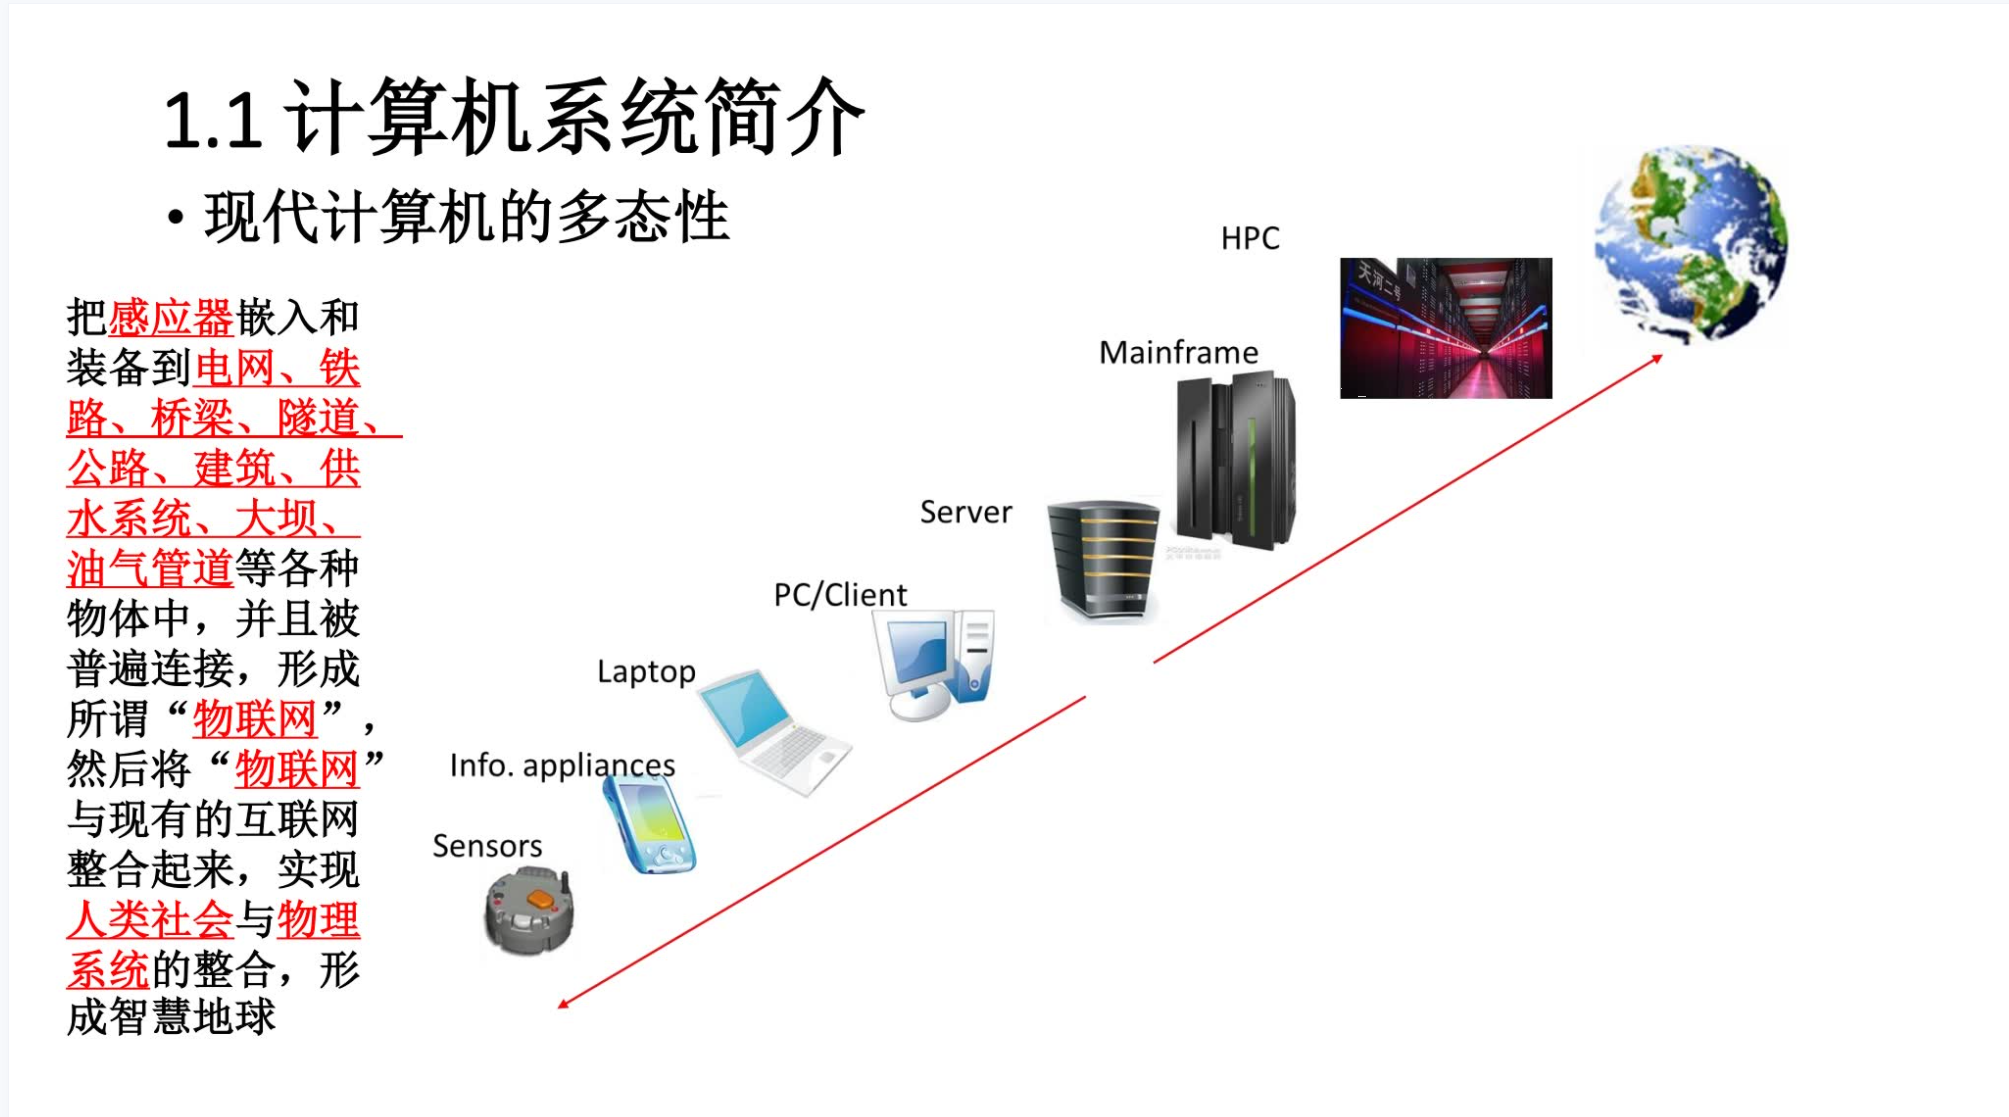 1.1 计算机系统简介
• 现代计算机的多态性
把感应器嵌入和
装备到电网、铁
路、桥梁、隧道、
公路、建筑、供
水系统、大坝、
油气管道等各种
物体中，并且被
普遍连接，形成
所谓“物联网”，
然后将“物联网”
与现有的互联网
整合起来，实现
人类社会与物理
系统的整合，形
成智慧地球
HPC
天河二号
Mainframe
Server
PC/Client
Laptop
Info. appliances
Sensors